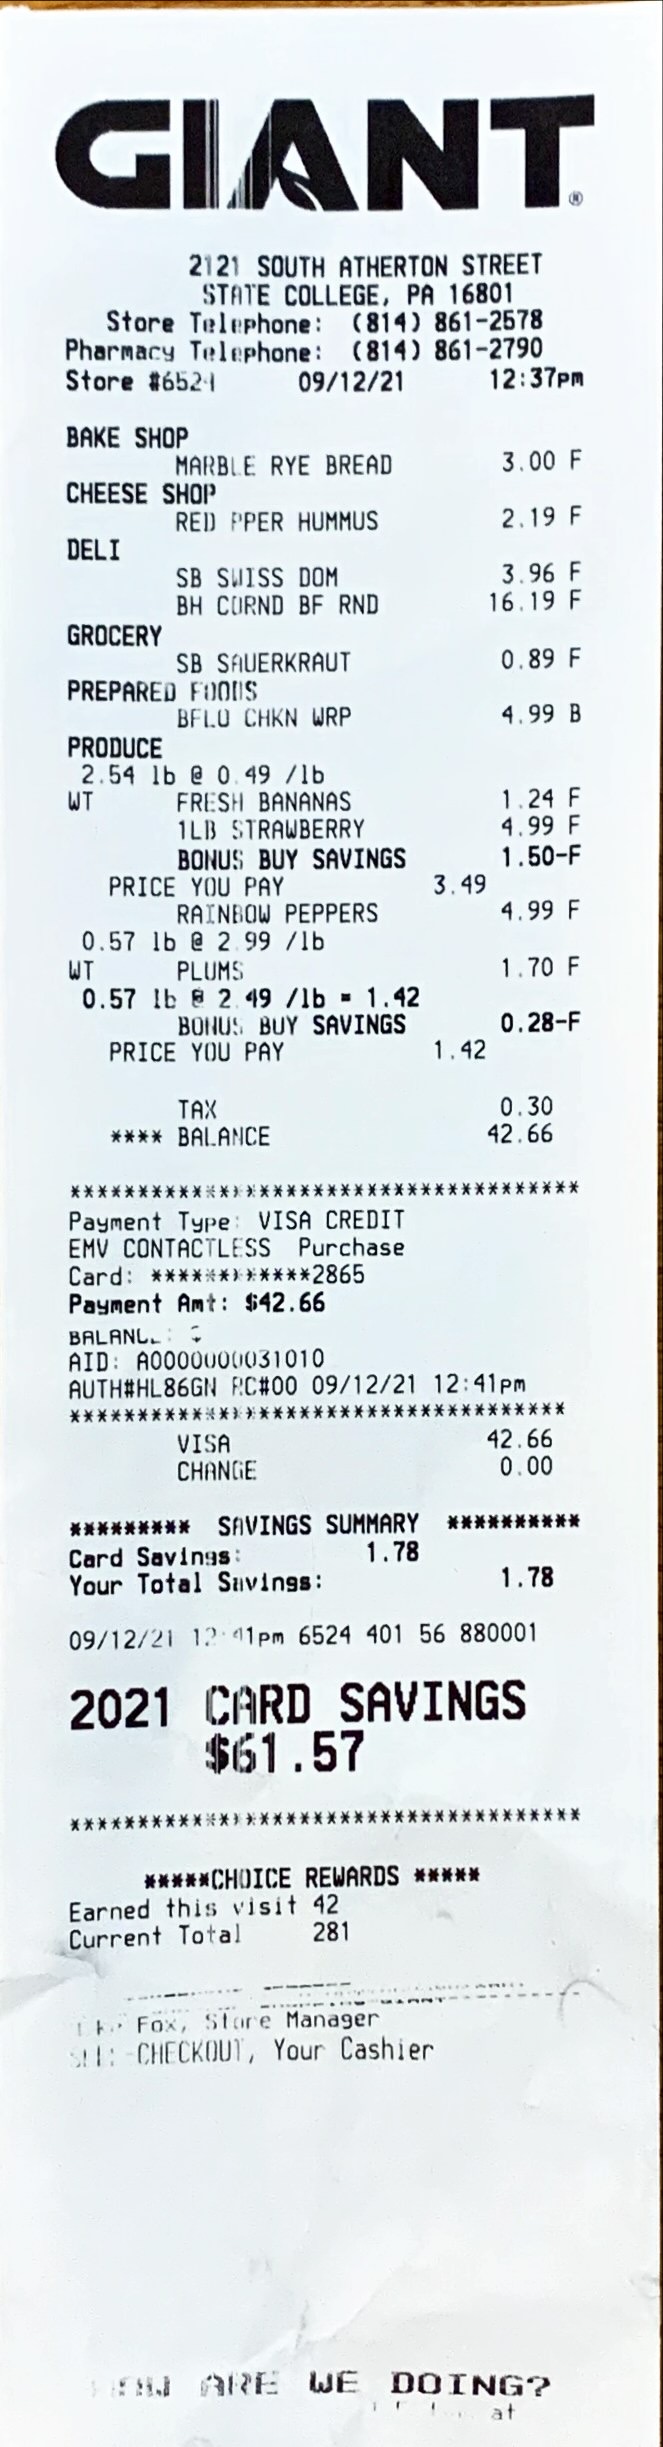 GIANT®
2121 SOUTH ATHERTON STREET
STATE COLLEGE, PA 16801
Store Telephone: (814) 861-2578
Pharmacy Telephone: (814) 861-2790
Store #6524 09/12/21 12:37pm
BAKE SHOP
MARBLE RYE BREAD 3.00 F
CHEESE SHOP
RED PPER HUMMUS 2.19 F
DELI
SB SWISS DOM 3.96 F
BH CORND BF RND 16.19 F
GROCERY
SB SAUERKRAUT 0.89 F
PREPARED FOODS
BFLO CHKN WRP 4.99 B
PRODUCE
2.54 lb @ 0.49 /lb
WT FRESH BANANAS 1.24 F
1LB STRAWBERRY 4.99 F
BONUS BUY SAVINGS 1.50-F
PRICE YOU PAY 3.49
RAINBOW PEPPERS 4.99 F
0.57 lb @ 2.99 /lb
WT PLUMS 1.70 F
0.57 lb @ 2.49 /lb = 1.42
BONUS BUY SAVINGS 0.28-F
PRICE YOU PAY 1.42
TAX 0.30
**** BALANCE 42.66
**************************************
Payment Type: VISA CREDIT
EMV CONTACTLESS Purchase
Card: ************2865
Payment Amt: $42.66
BALANCE:
AID: A0000000031010
AUTH#HL86GN RC#00 09/12/21 12:41pm
*************************************
VISA 42.66
CHANGE 0.00
********* SAVINGS SUMMARY **********
Card Savings: 1.78
Your Total Savings: 1.78
09/12/21 12:41pm 6524 401 56 880001
2021 CARD SAVINGS
$61.57
**************************************
*****CHOICE REWARDS *****
Earned this visit 42
Current Total 281
Fox, Store Manager
SELF-CHECKOUT, Your Cashier
HOW ARE WE DOING?
at